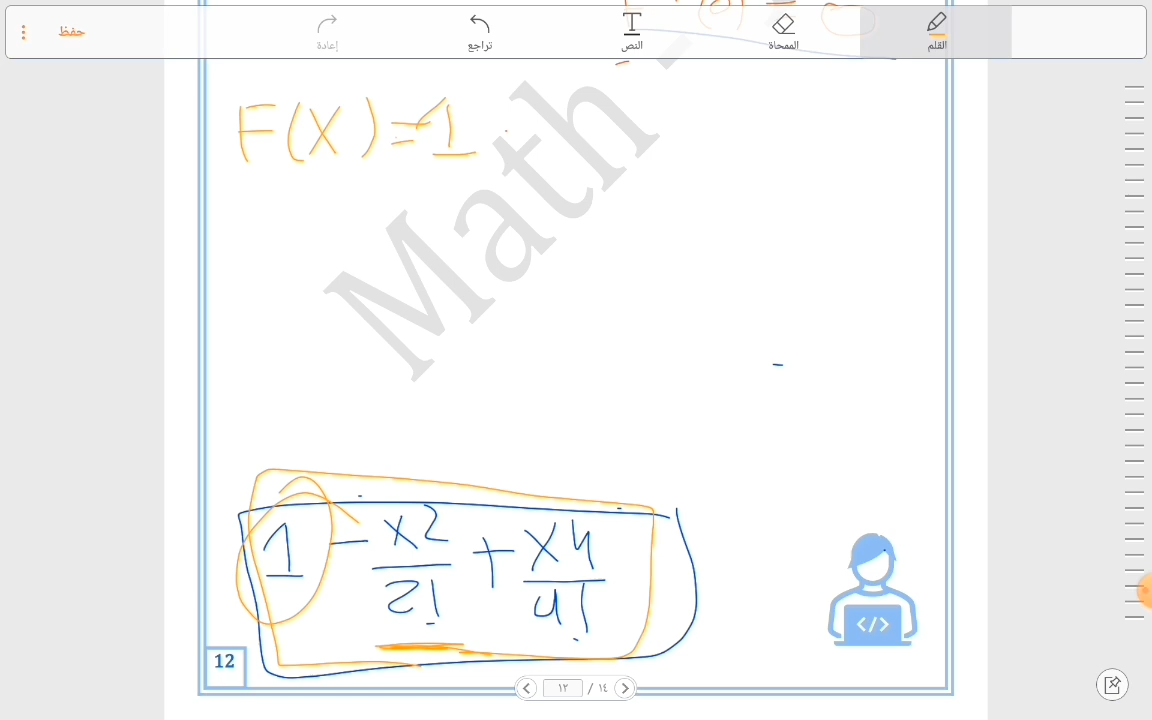 حفظ
إعادة
تراجع
النص
الممحاة
القلم
Math -
F(X) = 1
1 - x2/2! + x4/4!
</>
12
١٢ / ١٤